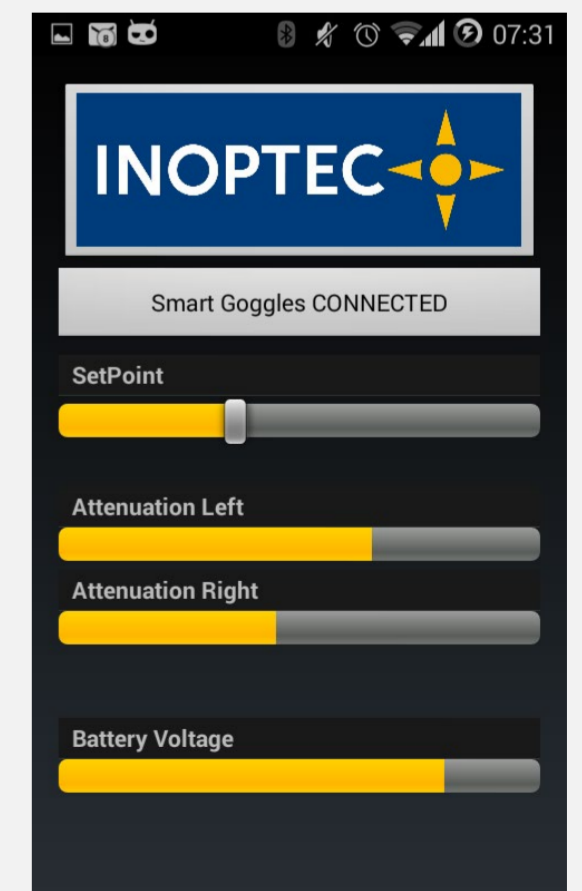 07:31
INOPTEC
Smart Goggles CONNECTED
SetPoint
Attenuation Left
Attenuation Right
Battery Voltage